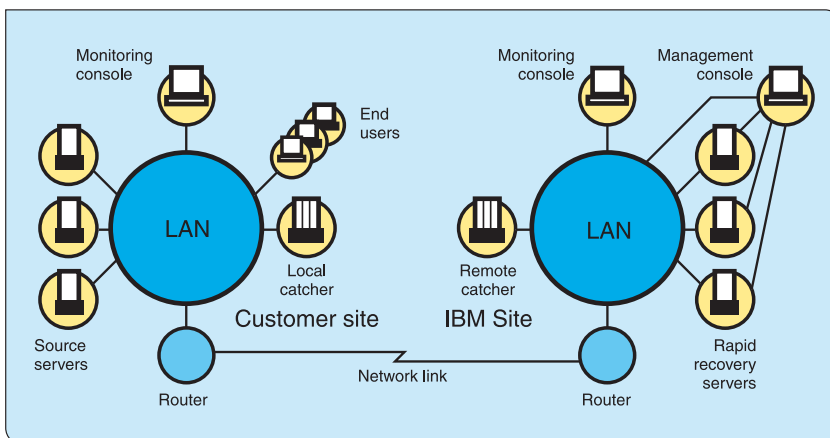 Monitoring
console
End
users
LAN
Local
catcher
Source
servers
Customer site
Router
Network link
Monitoring
console
Management
console
LAN
Remote
catcher
IBM Site
Rapid
recovery
servers
Router